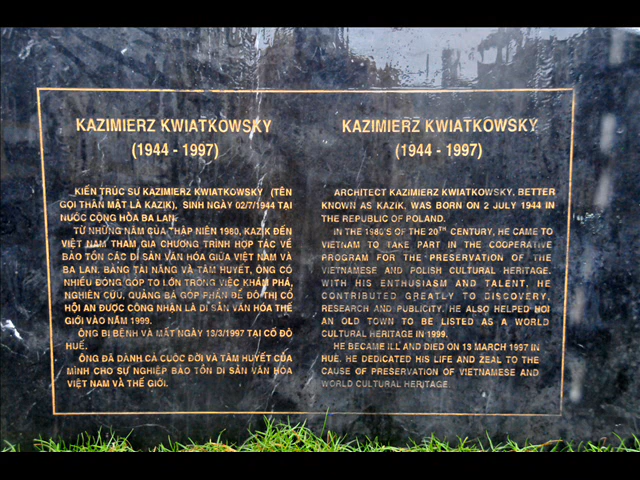 KAZIMIERZ KWIATKOWSKY
(1944 - 1997)
KIẾN TRÚC SƯ KAZIMIERZ KWIATKOWSKY (TÊN
GỌI THÂN MẬT LÀ KAZIK), SINH NGÀY 02/7/1944 TẠI
NƯỚC CỘNG HÒA BA LAN.
TỪ NHỮNG NĂM CỦA THẬP NIÊN 1980, KAZIK ĐẾN
VIỆT NAM THAM GIA CHƯƠNG TRÌNH HỢP TÁC VỀ
BẢO TỒN CÁC DI SẢN VĂN HÓA GIỮA VIỆT NAM VÀ
BA LAN. BẰNG TÀI NĂNG VÀ TÂM HUYẾT, ÔNG CÓ
NHIỀU ĐÓNG GÓP TO LỚN TRONG VIỆC KHÁM PHÁ,
NGHIÊN CỨU, QUẢNG BÁ GÓP PHẦN ĐỂ ĐÔ THỊ CỔ
HỘI AN ĐƯỢC CÔNG NHẬN LÀ DI SẢN VĂN HÓA THẾ
GIỚI VÀO NĂM 1999.
ÔNG BỊ BỆNH VÀ MẤT NGÀY 13/3/1997 TẠI CỐ ĐÔ
HUẾ.
ÔNG ĐÃ DÀNH CẢ CUỘC ĐỜI VÀ TÂM HUYẾT CỦA
MÌNH CHO SỰ NGHIỆP BẢO TỒN DI SẢN VĂN HÓA
VIỆT NAM VÀ THẾ GIỚI.
KAZIMIERZ KWIATKOWSKY
(1944 - 1997)
ARCHITECT KAZIMIERZ KWIATKOWSKY, BETTER
KNOWN AS KAZIK, WAS BORN ON 2 JULY 1944 IN
THE REPUBLIC OF POLAND.
IN THE 1980'S OF THE 20TH CENTURY, HE CAME TO
VIETNAM TO TAKE PART IN THE COOPERATIVE
PROGRAM FOR THE PRESERVATION OF THE
VIETNAMESE AND POLISH CULTURAL HERITAGE.
WITH HIS ENTHUSIASM AND TALENT, HE
CONTRIBUTED GREATLY TO DISCOVERY,
RESEARCH AND PUBLICITY. HE ALSO HELPED HOI
AN OLD TOWN TO BE LISTED AS A WORLD
CULTURAL HERITAGE IN 1999.
HE BECAME ILL AND DIED ON 13 MARCH 1997 IN
HUE. HE DEDICATED HIS LIFE AND ZEAL TO THE
CAUSE OF PRESERVATION OF VIETNAMESE AND
WORLD CULTURAL HERITAGE.